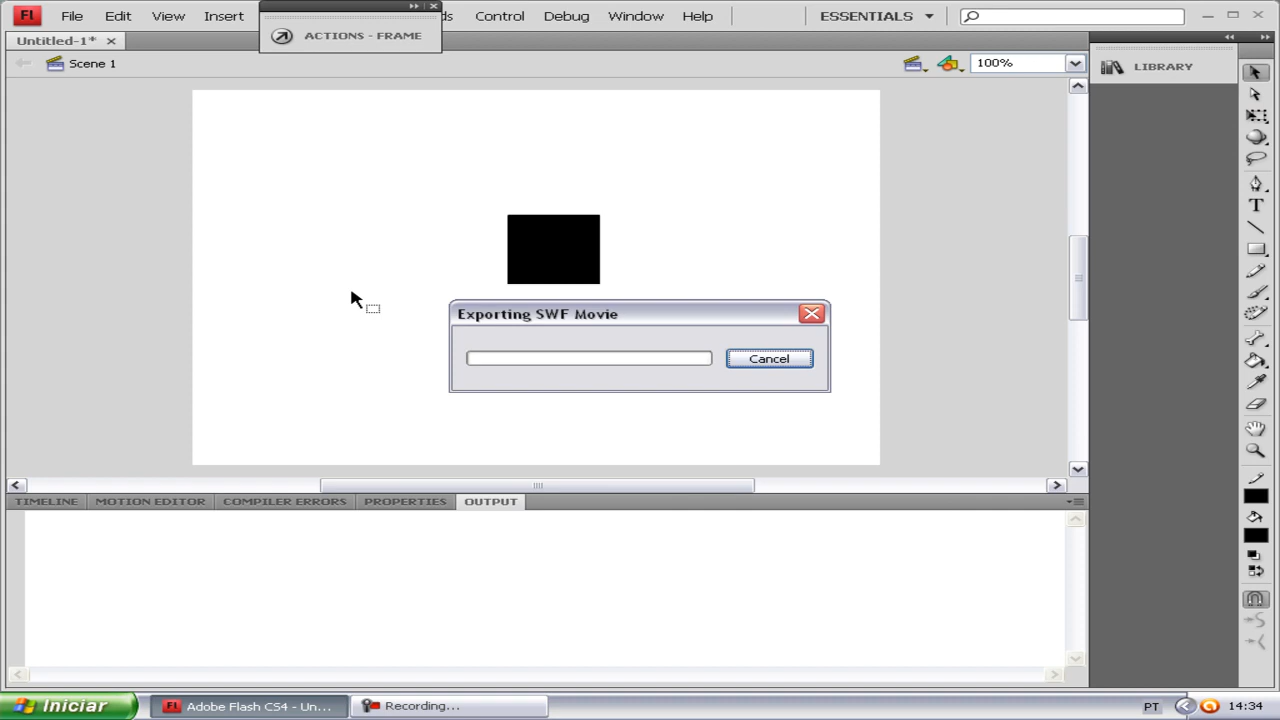 Fl File Edit View Insert ds Control Debug Window Help ESSENTIALS
ACTIONS - FRAME
Untitled-1*
Scene 1
100%
LIBRARY
T
Exporting SWF Movie
Cancel
TIMELINE MOTION EDITOR COMPILER ERRORS PROPERTIES OUTPUT
Iniciar
Fl Adobe Flash CS4 - Un...
Recording...
PT
14:34